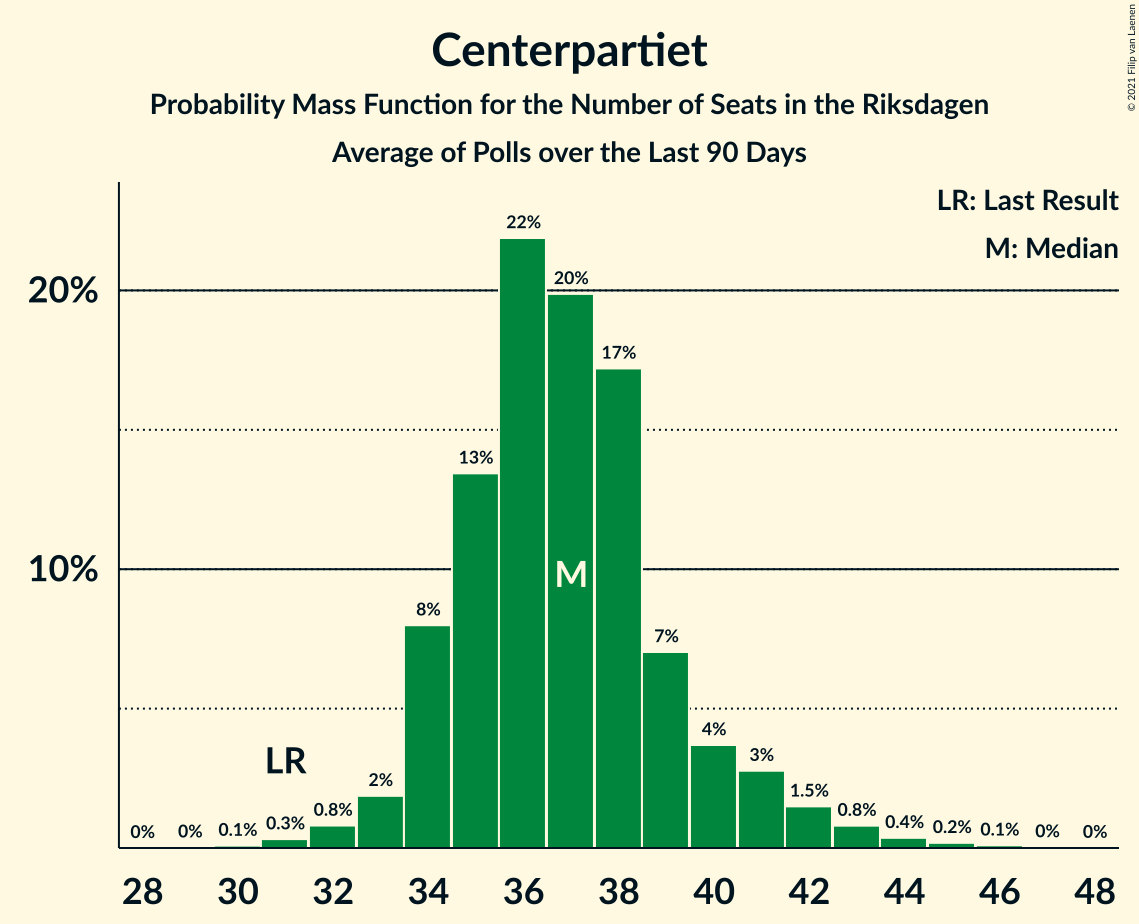 Centerpartiet
Probability Mass Function for the Number of Seats in the Riksdagen
Average of Polls over the Last 90 Days
© 2021 Filip van Laenen
LR: Last Result
M: Median
20%
10%
0%
0%
0.1%
0.3%
0.8%
2%
8%
13%
22%
20%
17%
7%
4%
3%
1.5%
0.8%
0.4%
0.2%
0.1%
0%
0%
LR
M
28 30 32 34 36 38 40 42 44 46 48